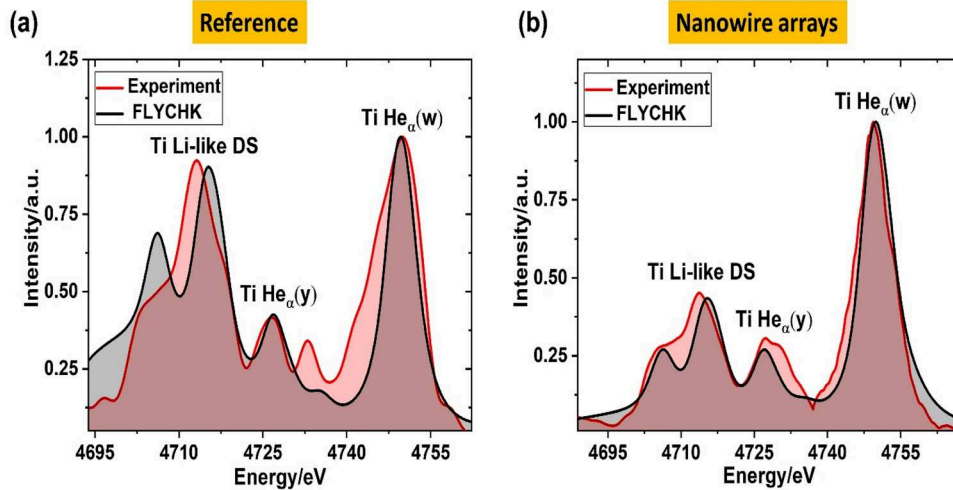 (a)
Reference
1.25
1.00
0.75
0.50
0.25
Intensity/a.u.
Experiment
FLYCHK
Ti Li-like DS
Ti Heα(y)
Ti Heα(w)
4695
4710
4725
4740
4755
Energy/eV
(b)
Nanowire arrays
1.00
0.75
0.50
0.25
Intensity/a.u.
Experiment
FLYCHK
Ti Li-like DS
Ti Heα(y)
Ti Heα(w)
4695
4710
4725
4740
4755
Energy/eV